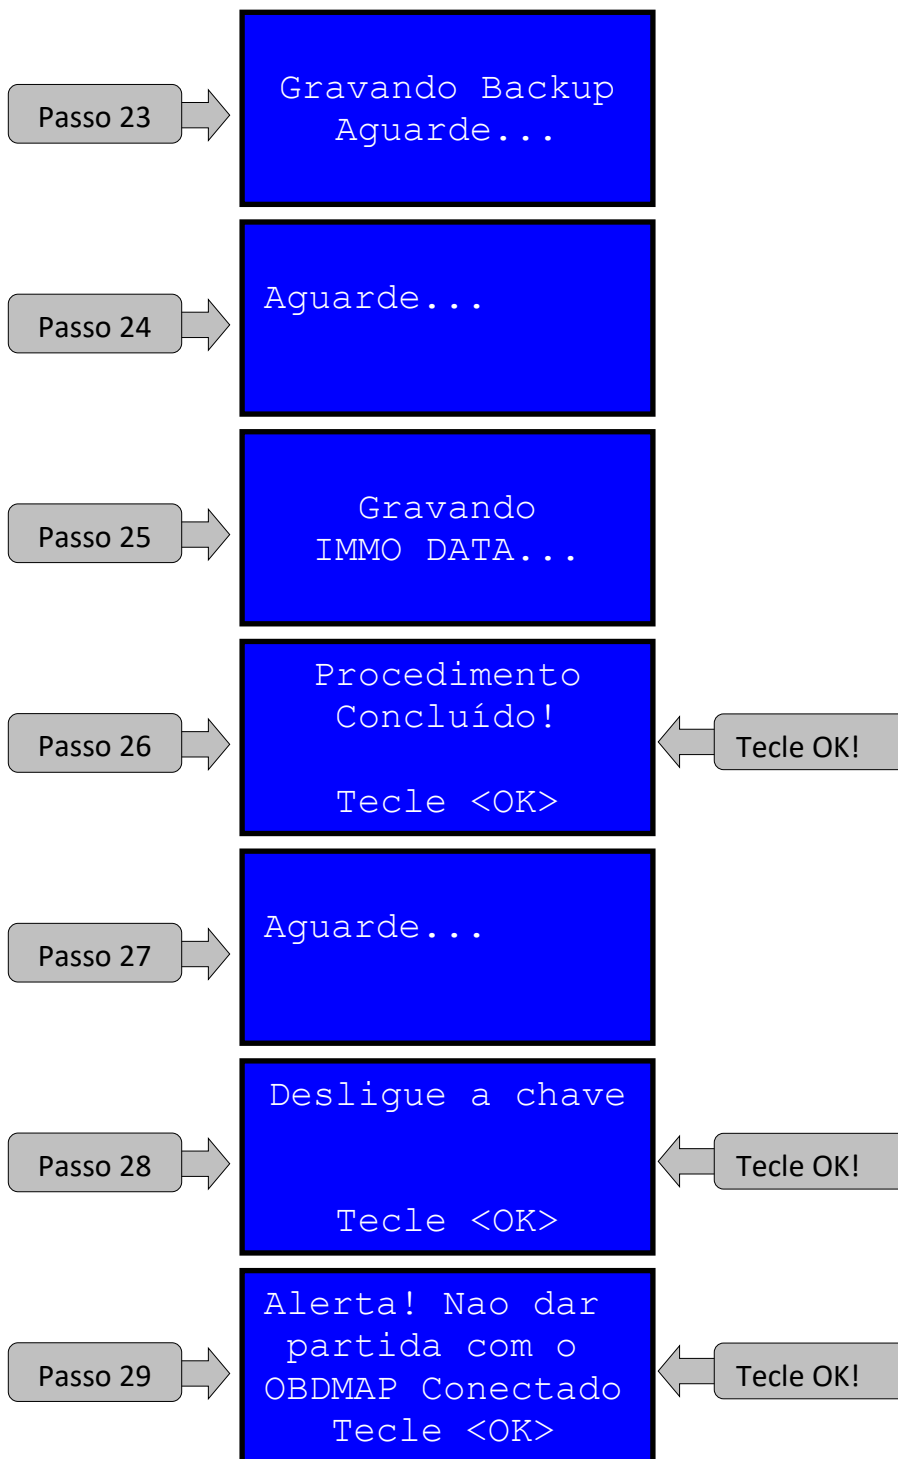 Passo 23
Gravando Backup
Aguarde...
Passo 24
Aguarde...
Passo 25
Gravando
IMMO DATA...
Passo 26
Procedimento
Concluído!
Tecle <OK>
Tecle OK!
Passo 27
Aguarde...
Passo 28
Desligue a chave
Tecle <OK>
Tecle OK!
Passo 29
Alerta! Nao dar
partida com o
OBDMAP Conectado
Tecle <OK>
Tecle OK!